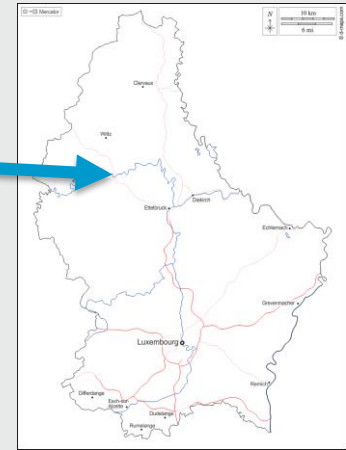 Mercator
N
10 km
6 mi
© d-maps.com
Clervaux
Wiltz
Diekirch
Ettelbruck
Echternach
Grevenmacher
Luxembourg
Remich
Differdange
Esch-sur-
Alzette
Dudelange
Rumelange